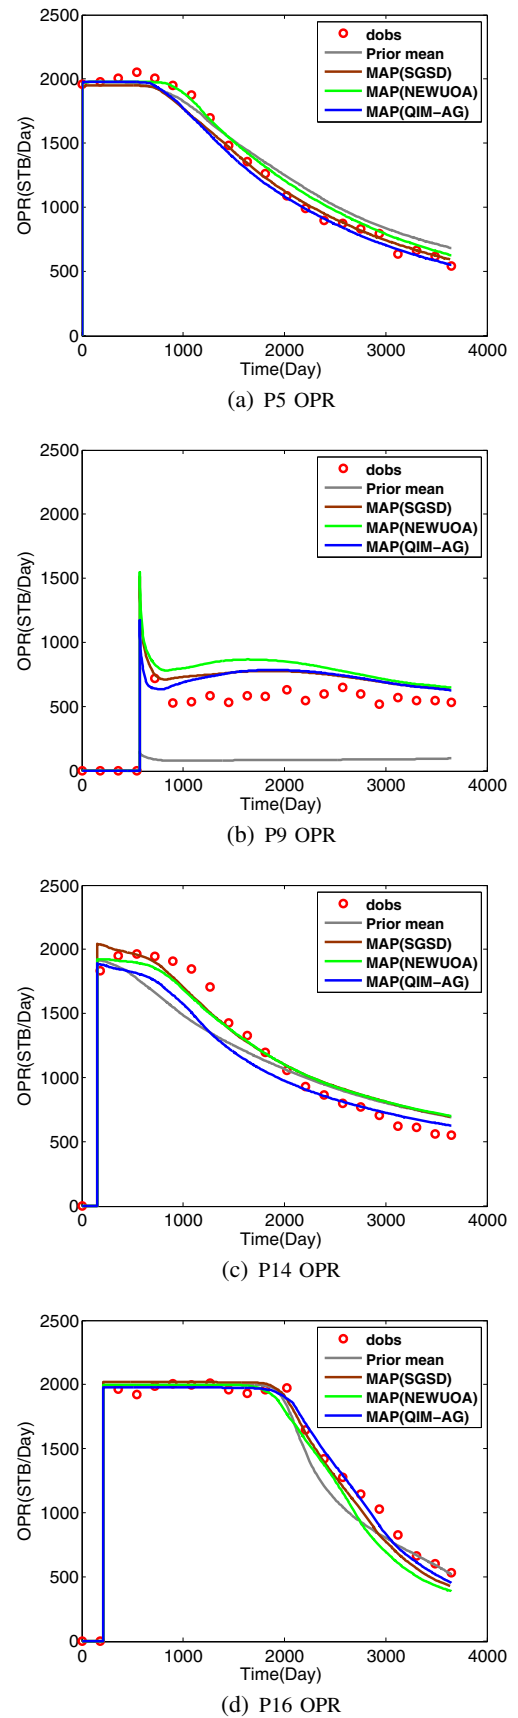 2500
2000
1500
1000
500
0
OPR(STB/Day)
dobs
Prior mean
MAP(SGSD)
MAP(NEWUOA)
MAP(QIM-AG)
0 1000 2000 3000 4000
Time(Day)
(a) P5 OPR
2500
2000
1500
1000
500
0
OPR(STB/Day)
dobs
Prior mean
MAP(SGSD)
MAP(NEWUOA)
MAP(QIM-AG)
0 1000 2000 3000 4000
Time(Day)
(b) P9 OPR
2500
2000
1500
1000
500
0
OPR(STB/Day)
dobs
Prior mean
MAP(SGSD)
MAP(NEWUOA)
MAP(QIM-AG)
0 1000 2000 3000 4000
Time(Day)
(c) P14 OPR
2500
2000
1500
1000
500
0
OPR(STB/Day)
dobs
Prior mean
MAP(SGSD)
MAP(NEWUOA)
MAP(QIM-AG)
0 1000 2000 3000 4000
Time(Day)
(d) P16 OPR